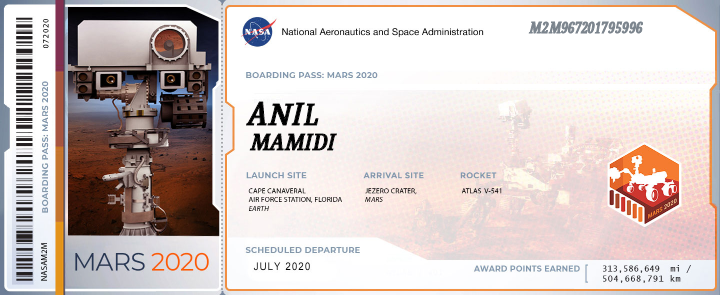 072020
BOARDING PASS: MARS 2020
NASAM2M
MARS 2020
NASA
National Aeronautics and Space Administration
M2M967201795996
BOARDING PASS: MARS 2020
ANIL
MAMIDI
LAUNCH SITE
CAPE CANAVERAL
AIR FORCE STATION, FLORIDA
EARTH
ARRIVAL SITE
JEZERO CRATER,
MARS
ROCKET
ATLAS V-541
MARS 2020
SCHEDULED DEPARTURE
JULY 2020
AWARD POINTS EARNED
313,586,649 mi /
504,668,791 km